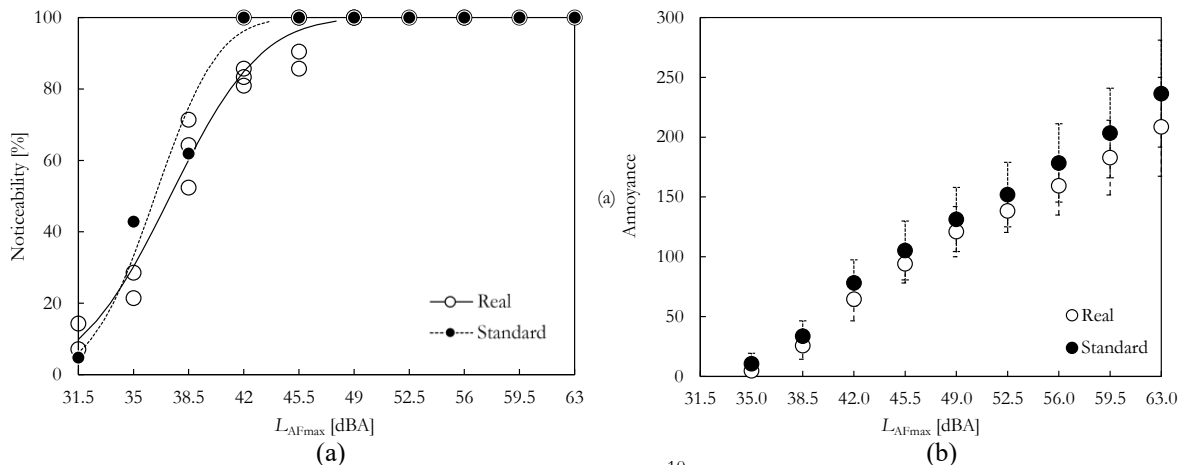 100
80
60
40
20
0
Noticeability [%]
Real
Standard
31.5 35 38.5 42 45.5 49 52.5 56 59.5 63
L_AFmax [dBA]
(a)
(a)
300
250
200
150
100
50
0
Annoyance
Real
Standard
31.5 35.0 38.5 42.0 45.5 49.0 52.5 56.0 59.5 63.0
L_AFmax [dBA]
(b)